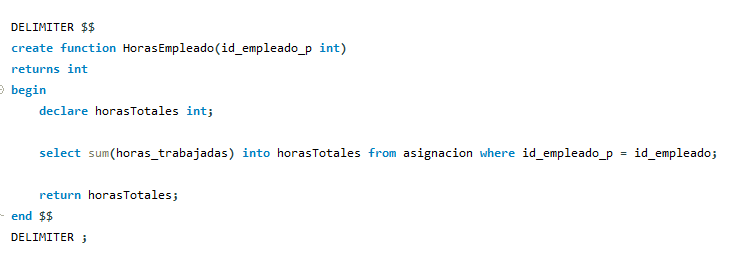 DELIMITER $$
create function HorasEmpleado(id_empleado_p int)
returns int
begin
    declare horasTotales int;
    select sum(horas_trabajadas) into horasTotales from asignacion where id_empleado_p = id_empleado;
    return horasTotales;
end $$
DELIMITER ;